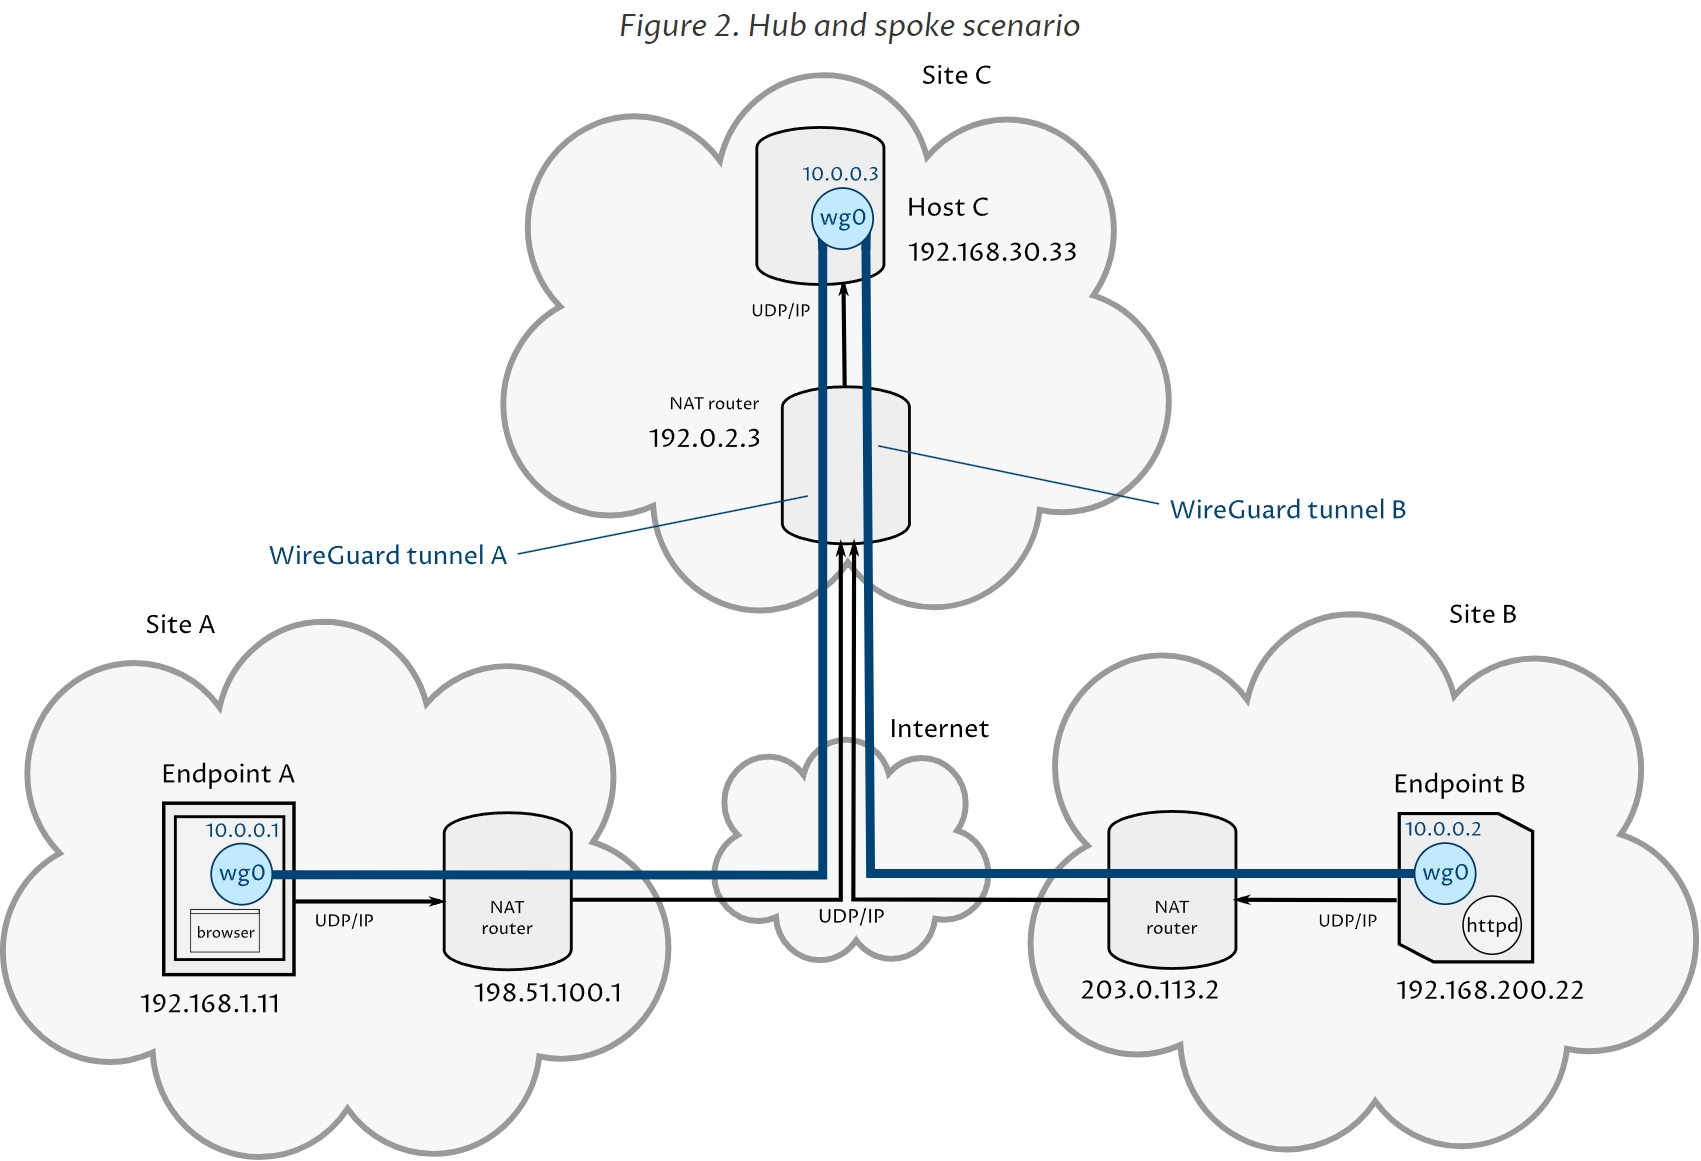 Figure 2. Hub and spoke scenario
Site C
10.0.0.3
wg0
Host C
192.168.30.33
UDP/IP
NAT router
192.0.2.3
WireGuard tunnel B
WireGuard tunnel A
Site A
Site B
Internet
Endpoint A
10.0.0.1
wg0
browser
192.168.1.11
UDP/IP
NAT
router
198.51.100.1
UDP/IP
NAT
router
203.0.113.2
UDP/IP
Endpoint B
10.0.0.2
wg0
httpd
192.168.200.22